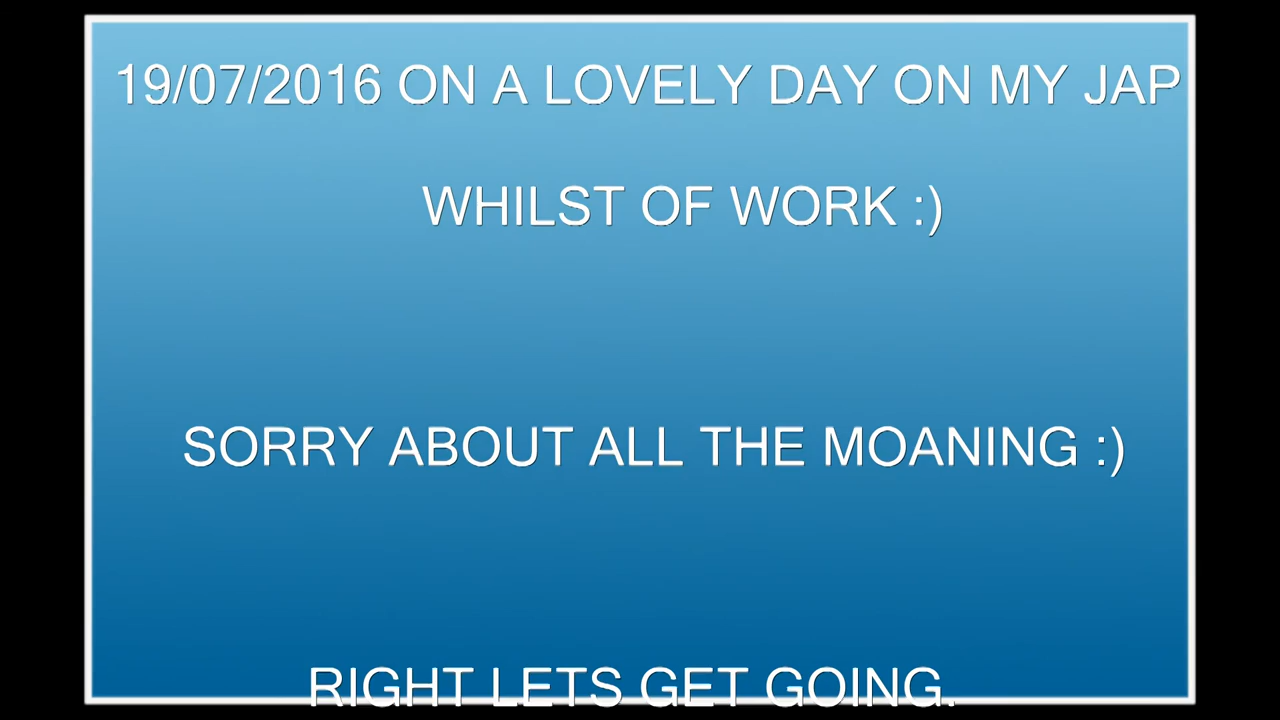 19/07/2016 ON A LOVELY DAY ON MY JAP
WHILST OF WORK :)
SORRY ABOUT ALL THE MOANING :)
RIGHT LETS GET GOING.